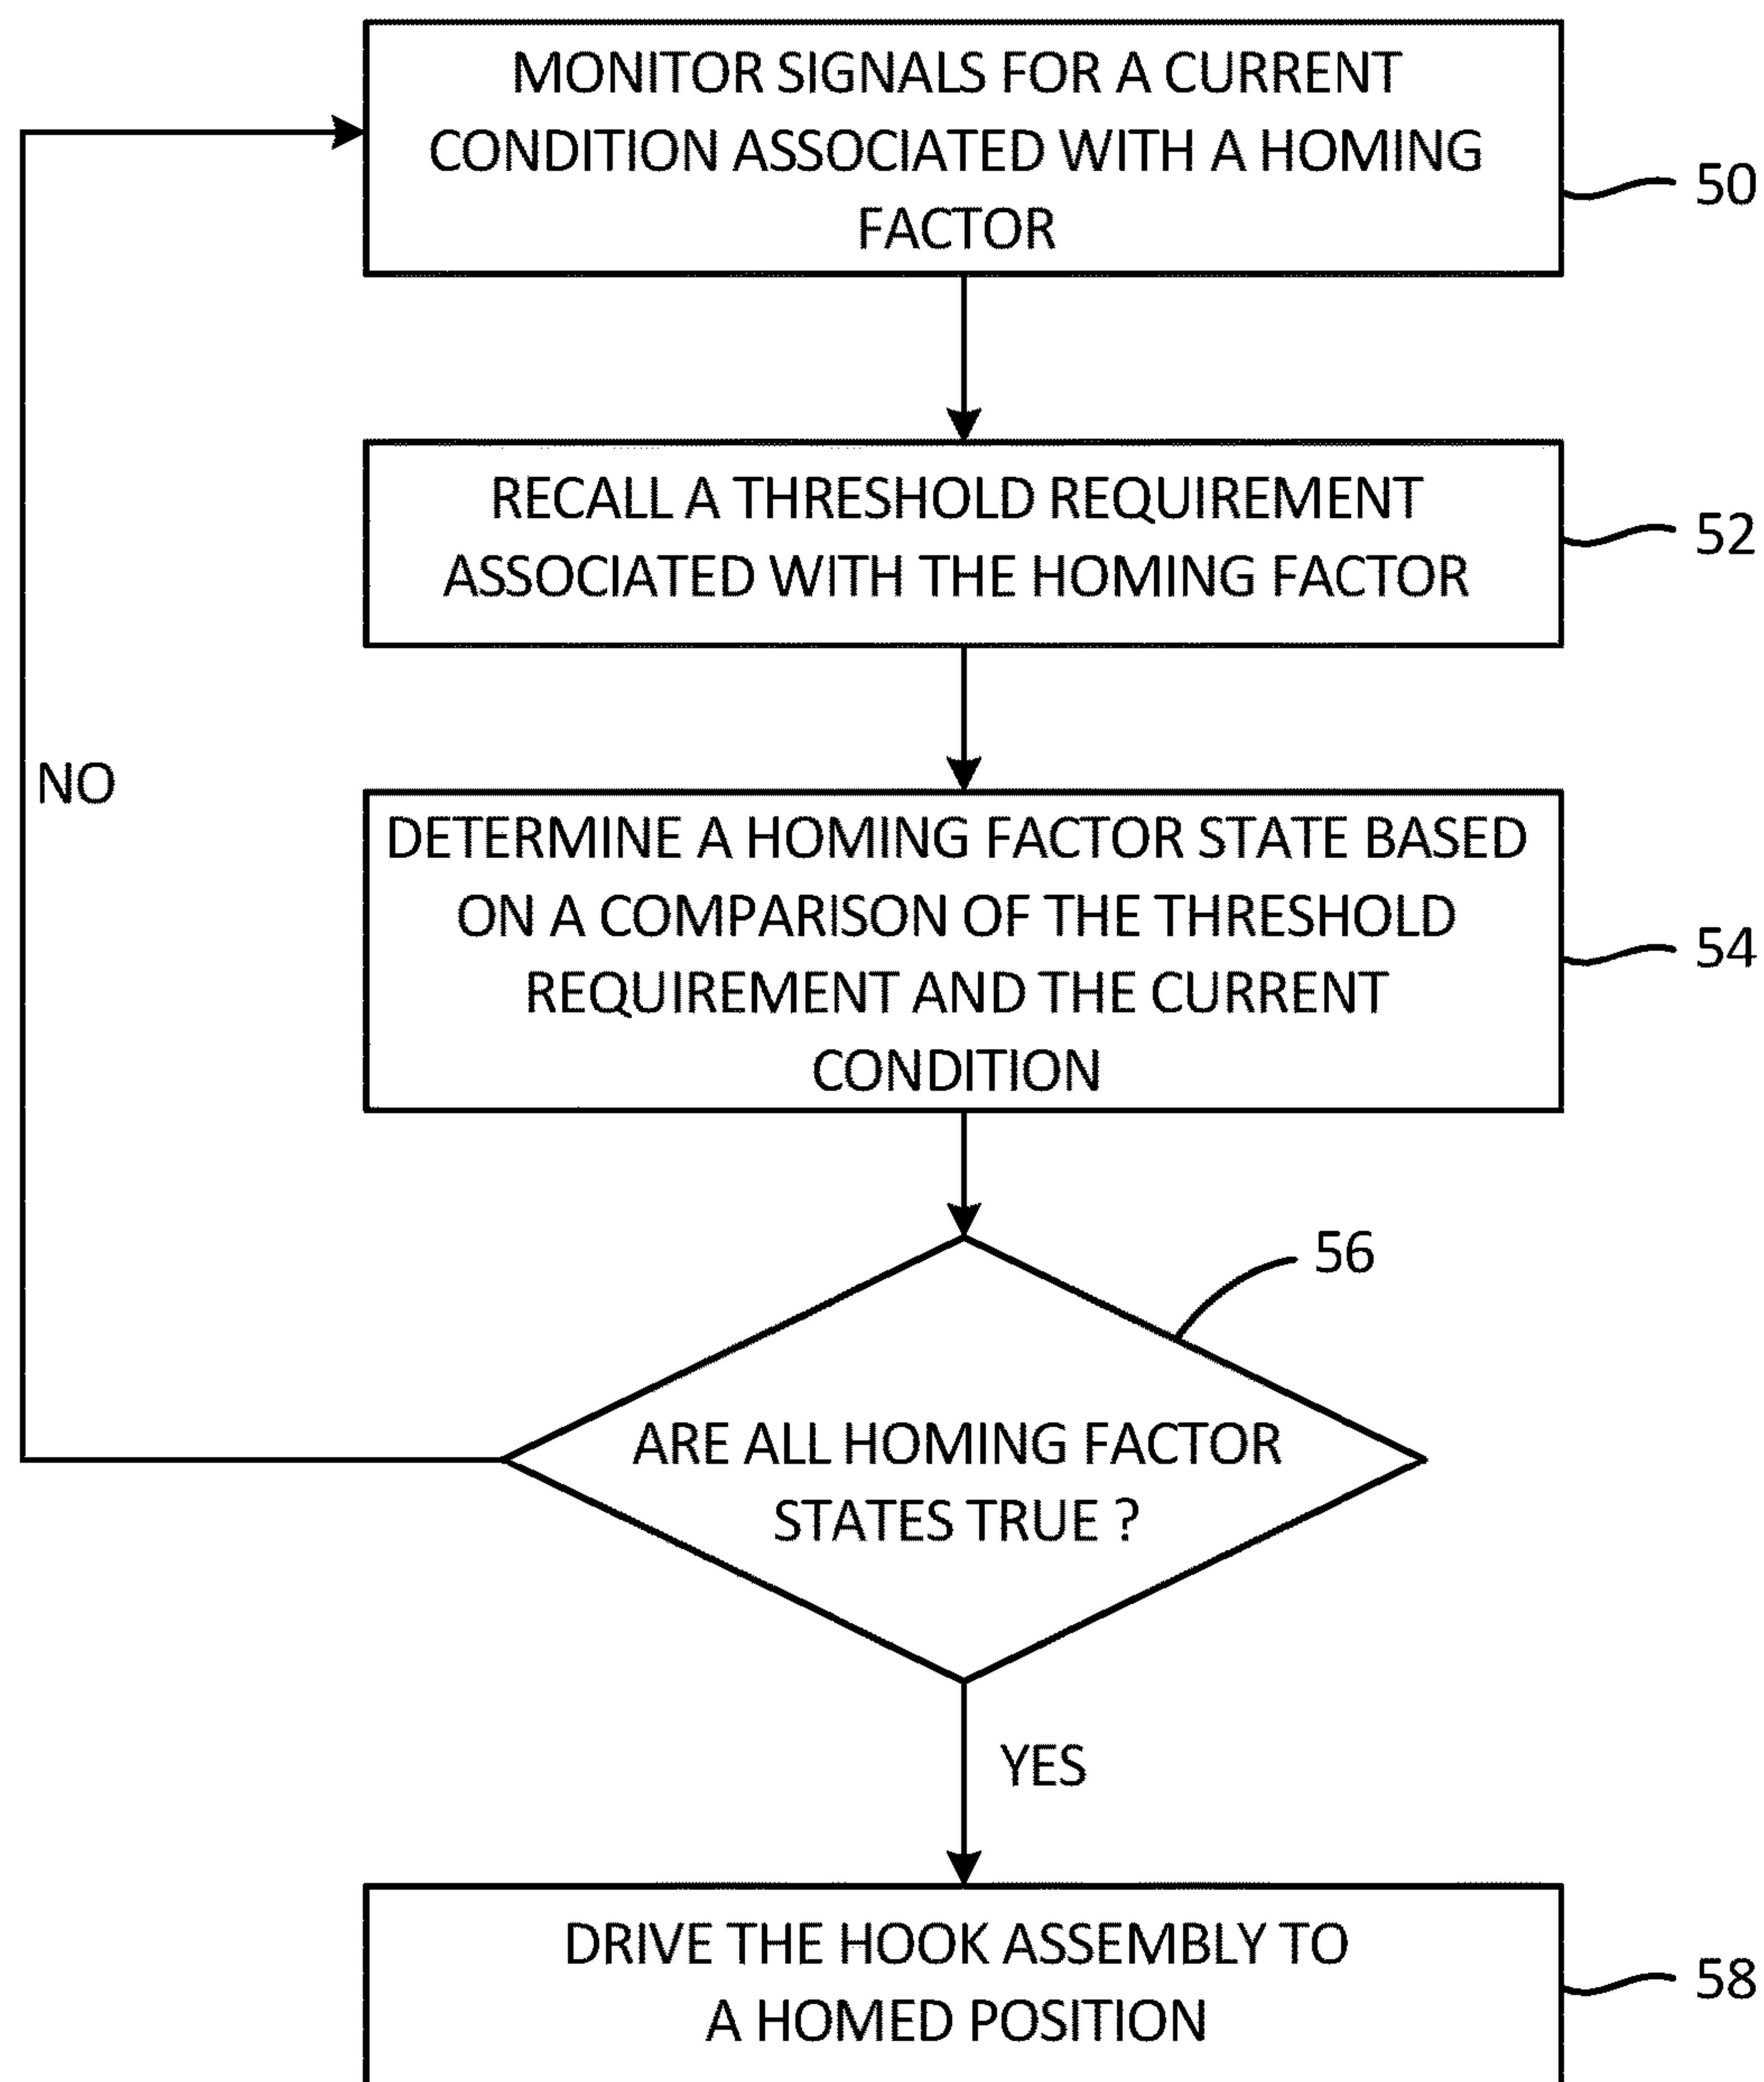 MONITOR SIGNALS FOR A CURRENT
CONDITION ASSOCIATED WITH A HOMING
FACTOR
50
RECALL A THRESHOLD REQUIREMENT
ASSOCIATED WITH THE HOMING FACTOR
52
NO
DETERMINE A HOMING FACTOR STATE BASED
ON A COMPARISON OF THE THRESHOLD
REQUIREMENT AND THE CURRENT
CONDITION
54
56
ARE ALL HOMING FACTOR
STATES TRUE ?
YES
DRIVE THE HOOK ASSEMBLY TO
A HOMED POSITION
58